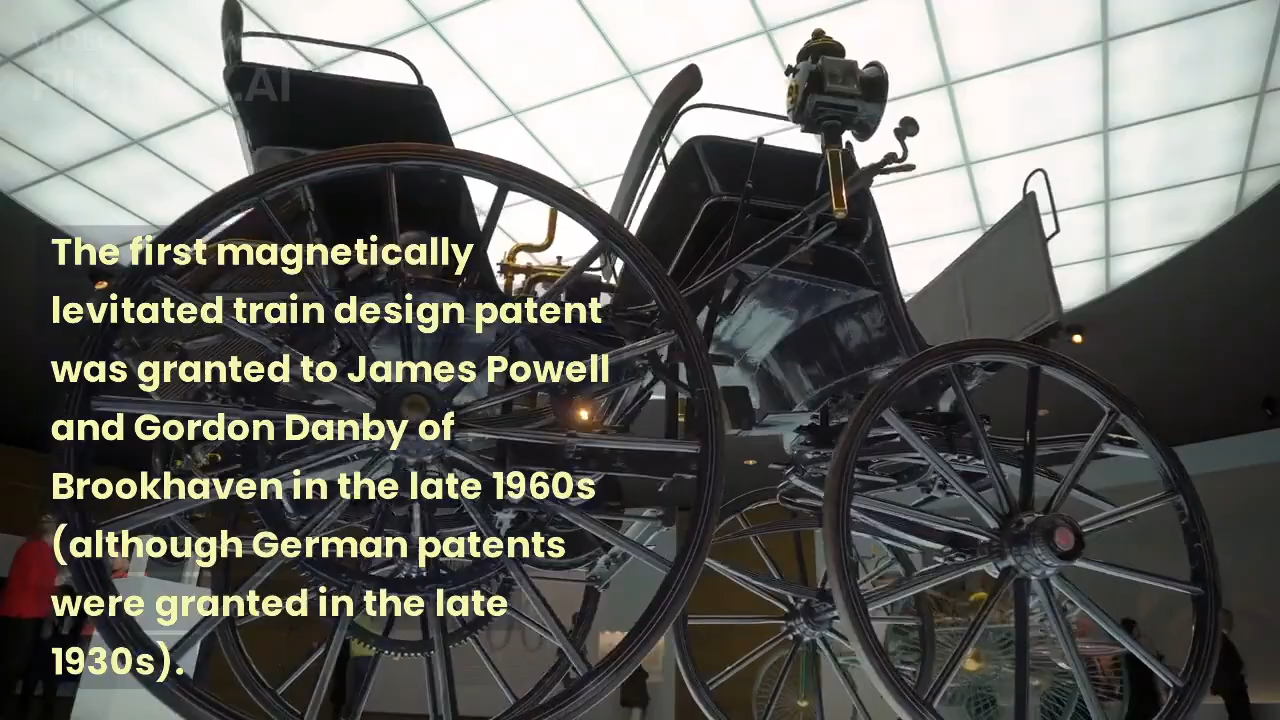 The first magnetically
levitated train design patent
was granted to James Powell
and Gordon Danby of
Brookhaven in the late 1960s
(although German patents
were granted in the late
1930s).